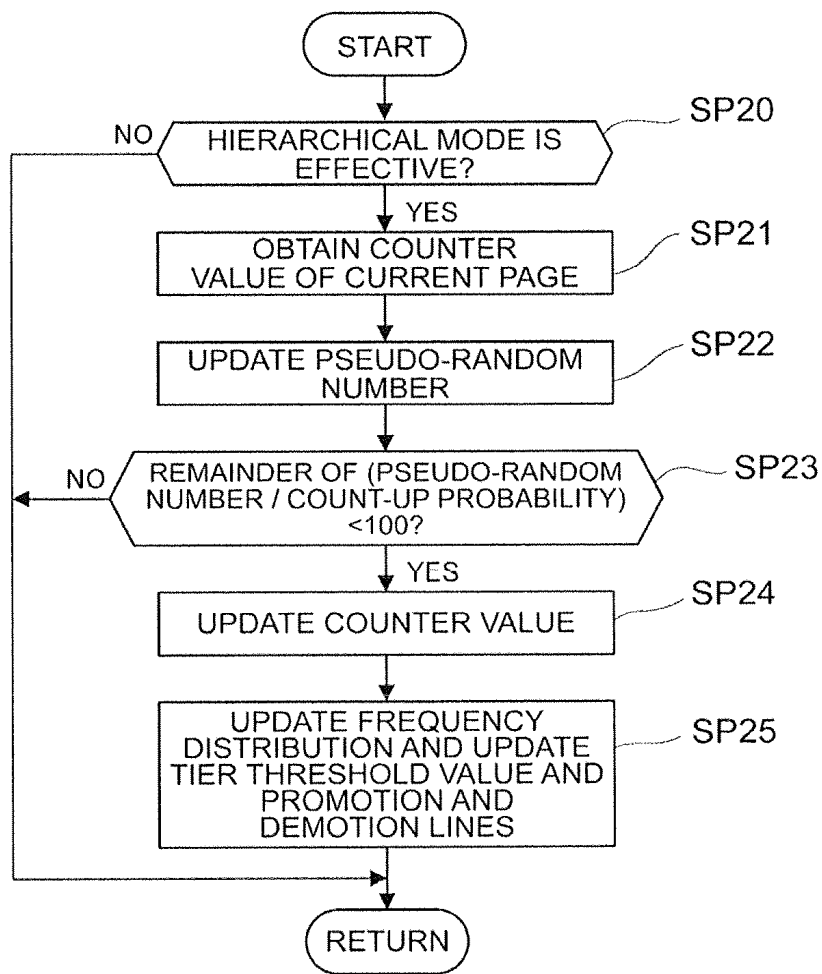 START
SP20
NO
HIERARCHICAL MODE IS
EFFECTIVE?
YES
SP21
OBTAIN COUNTER
VALUE OF CURRENT PAGE
SP22
UPDATE PSEUDO-RANDOM
NUMBER
SP23
NO
REMAINDER OF (PSEUDO-RANDOM
NUMBER / COUNT-UP PROBABILITY)
<100?
YES
SP24
UPDATE COUNTER VALUE
SP25
UPDATE FREQUENCY
DISTRIBUTION AND UPDATE
TIER THRESHOLD VALUE AND
PROMOTION AND
DEMOTION LINES
RETURN